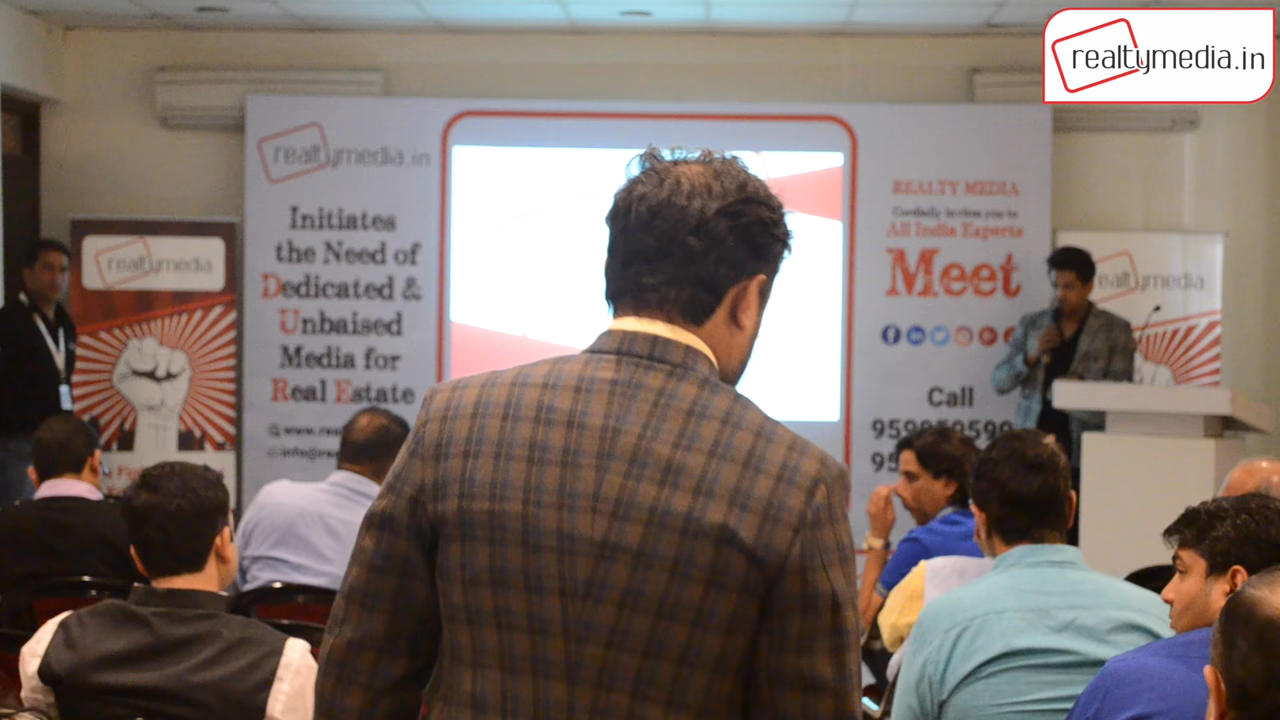 realtymedia.in
realtymedia.in
Initiates
the Need of
Dedicated &
Unbaised
Media for
Real Estate
REALTY MEDIA
Cordially invites you to
All India Experts
Meet
Call
realtymedia
realtymedia